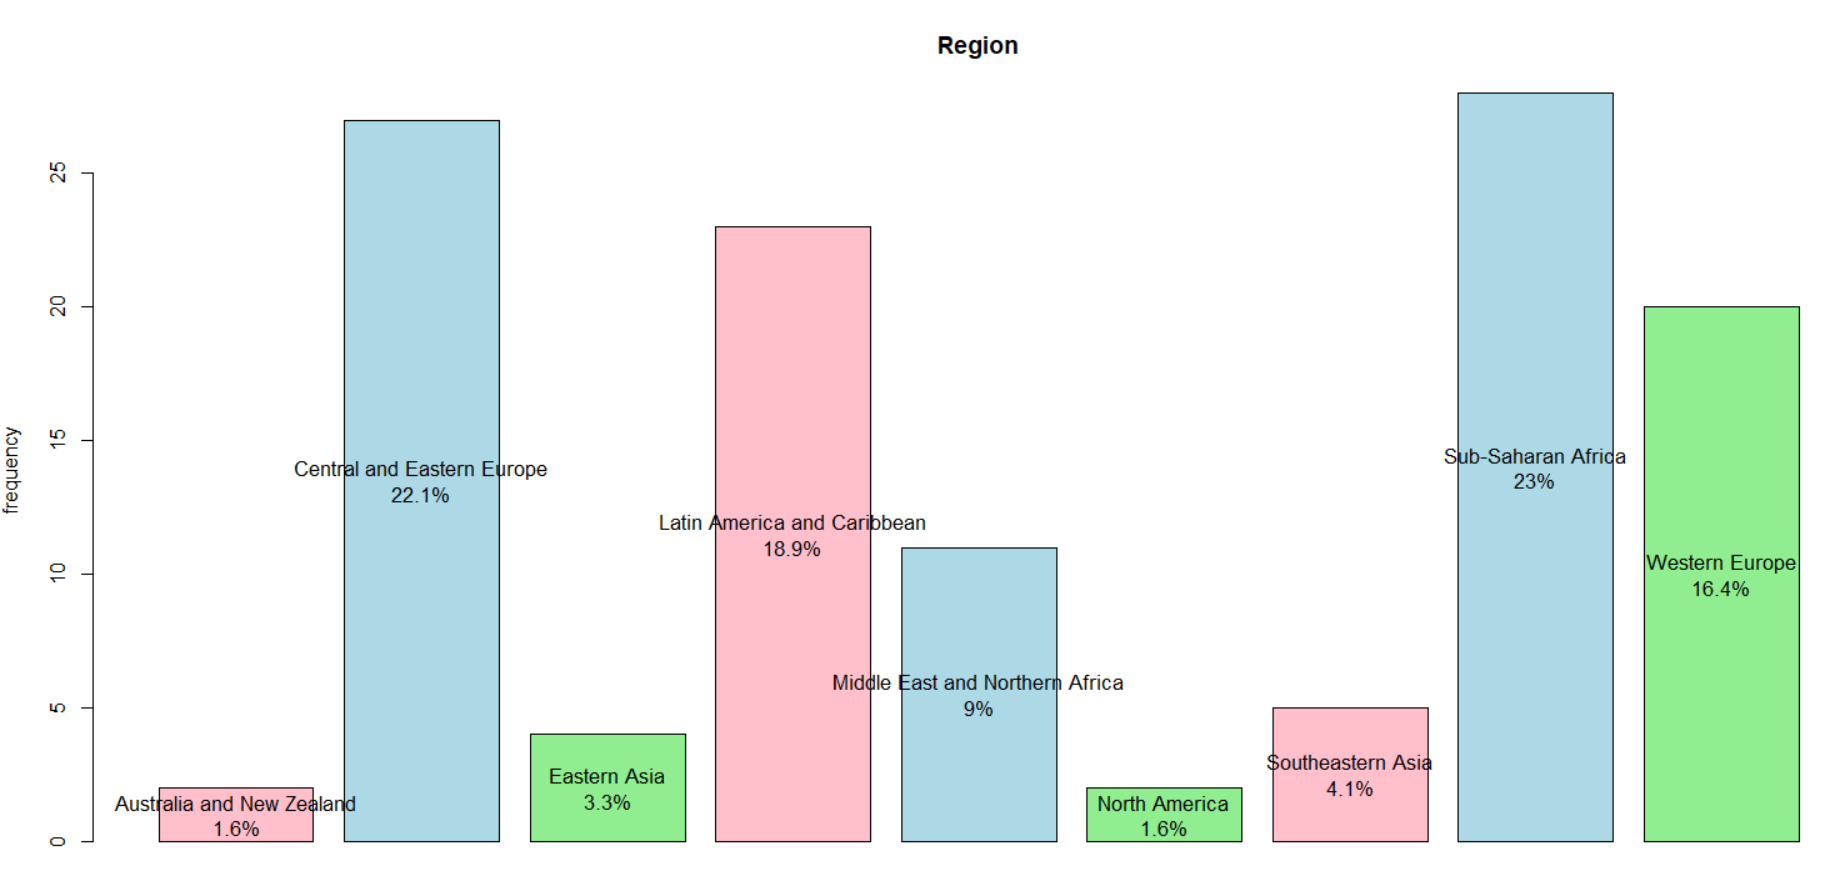 Region
frequency
25
20
15
10
5
0
Australia and New Zealand
1.6%
Central and Eastern Europe
22.1%
Eastern Asia
3.3%
Latin America and Caribbean
18.9%
Middle East and Northern Africa
9%
North America
1.6%
Southeastern Asia
4.1%
Sub-Saharan Africa
23%
Western Europe
16.4%